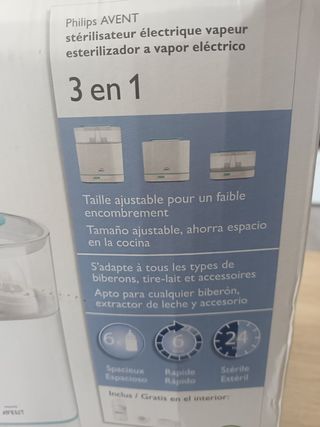 Philips AVENT
stérilisateur électrique vapeur
esterilizador a vapor eléctrico
3 en 1
Taille ajustable pour un faible
encombrement
Tamaño ajustable, ahorra espacio
en la cocina
S'adapte à tous les types de
biberons, tire-lait et accessoires
Apto para cualquier biberón,
extractor de leche y accesorio
6 6 24
Spacieux Rapide Stérile
Espacioso Rápido Estéril
Inclus / Gratis en el interior:
AVENT